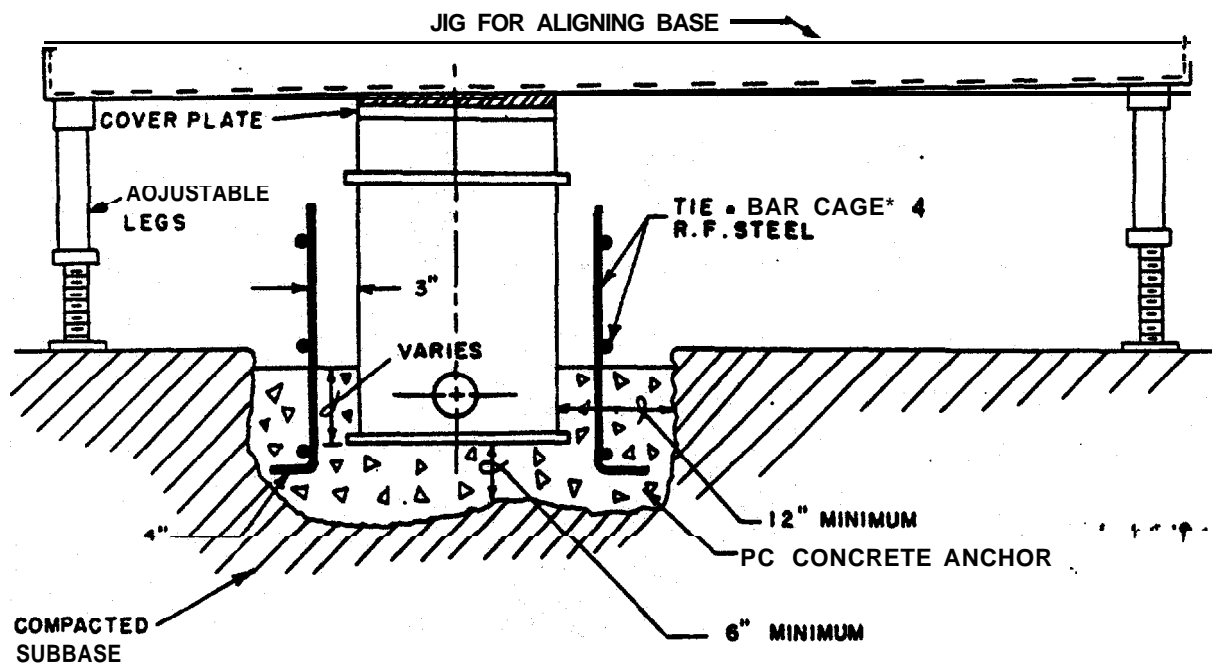 JIG FOR ALIGNING BASE
COVER PLATE
AOJUSTABLE
LEGS
TIE • BAR CAGE* 4
R.F. STEEL
3"
VARIES
4"
12" MINIMUM
PC CONCRETE ANCHOR
COMPACTED
SUBBASE
6" MINIMUM